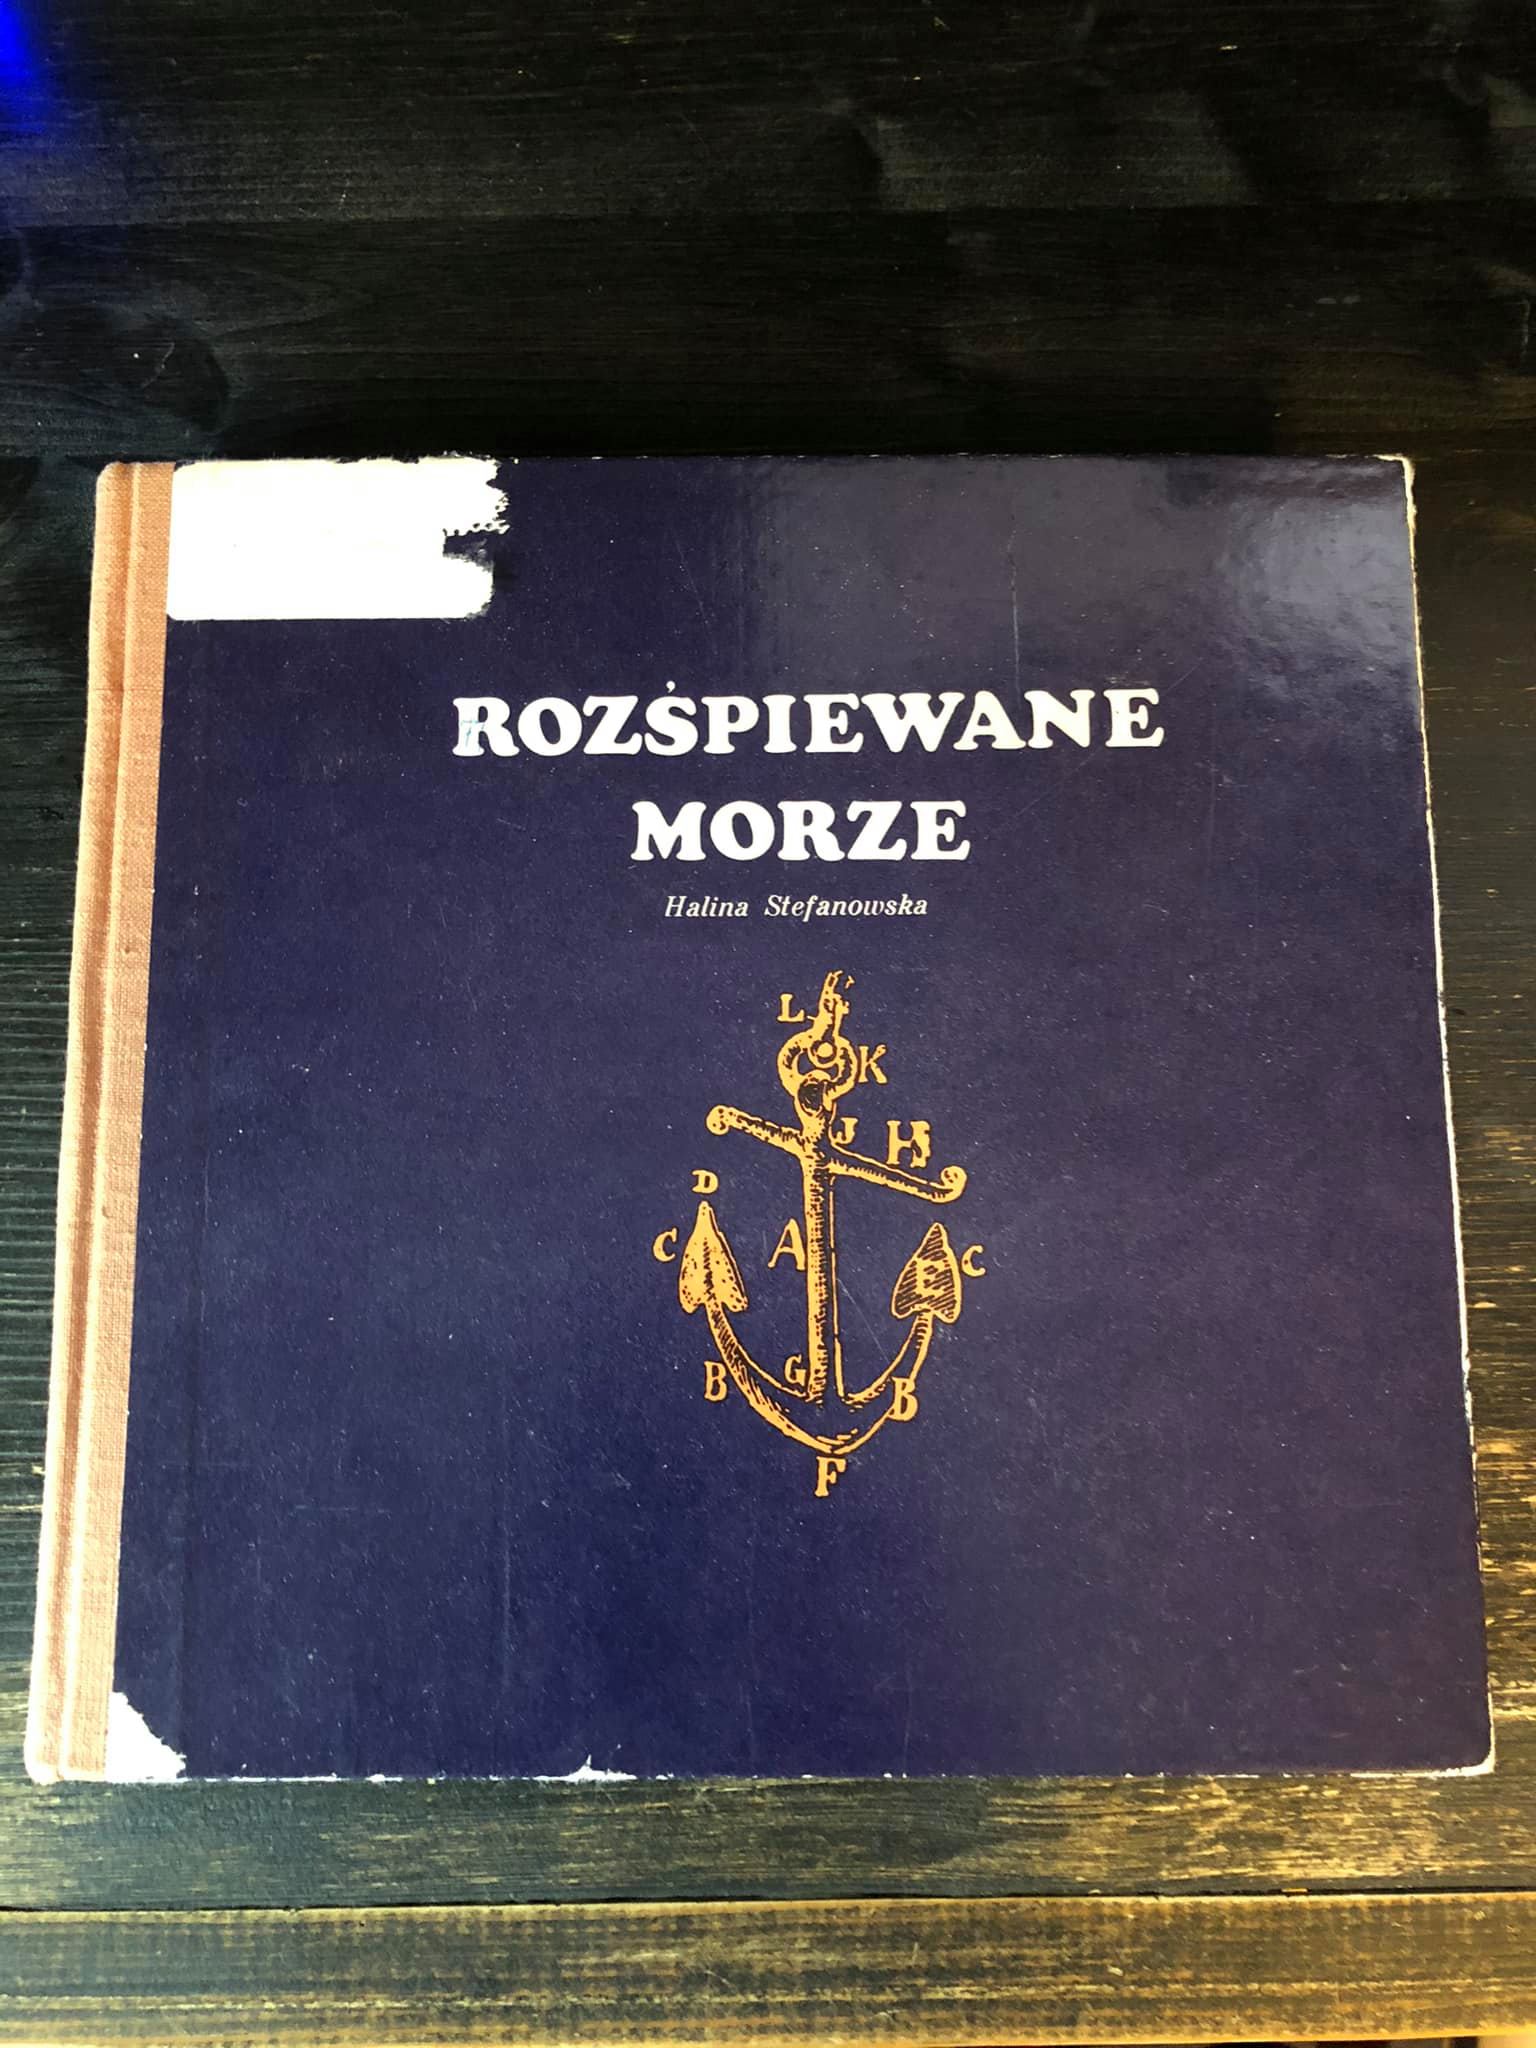 ROZŚPIEWANE
MORZE
Halina Stefanowska
L
K
J H
D
C A E C
B G B
F